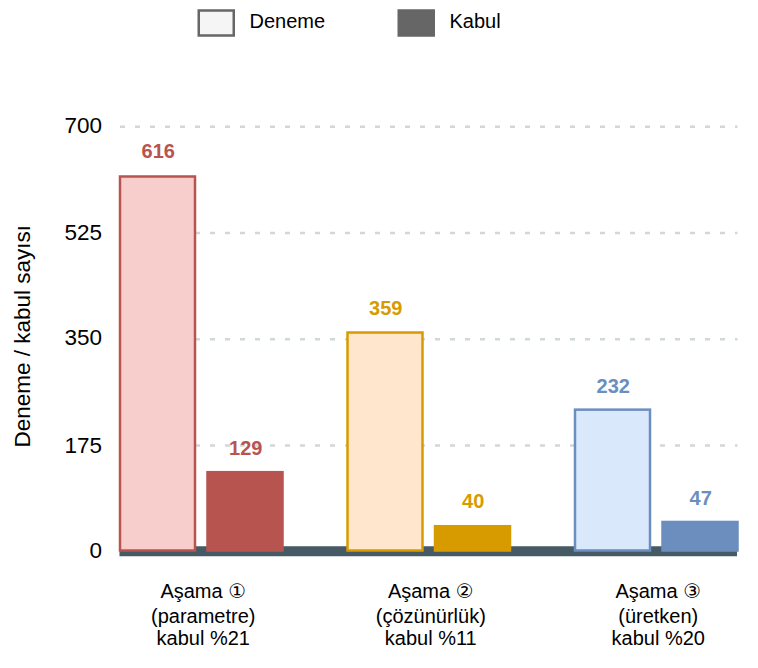 Deneme
Kabul
Deneme / kabul sayısı
700
525
350
175
0
616
129
359
40
232
47
Aşama ①
(parametre)
kabul %21
Aşama ②
(çözünürlük)
kabul %11
Aşama ③
(üretken)
kabul %20